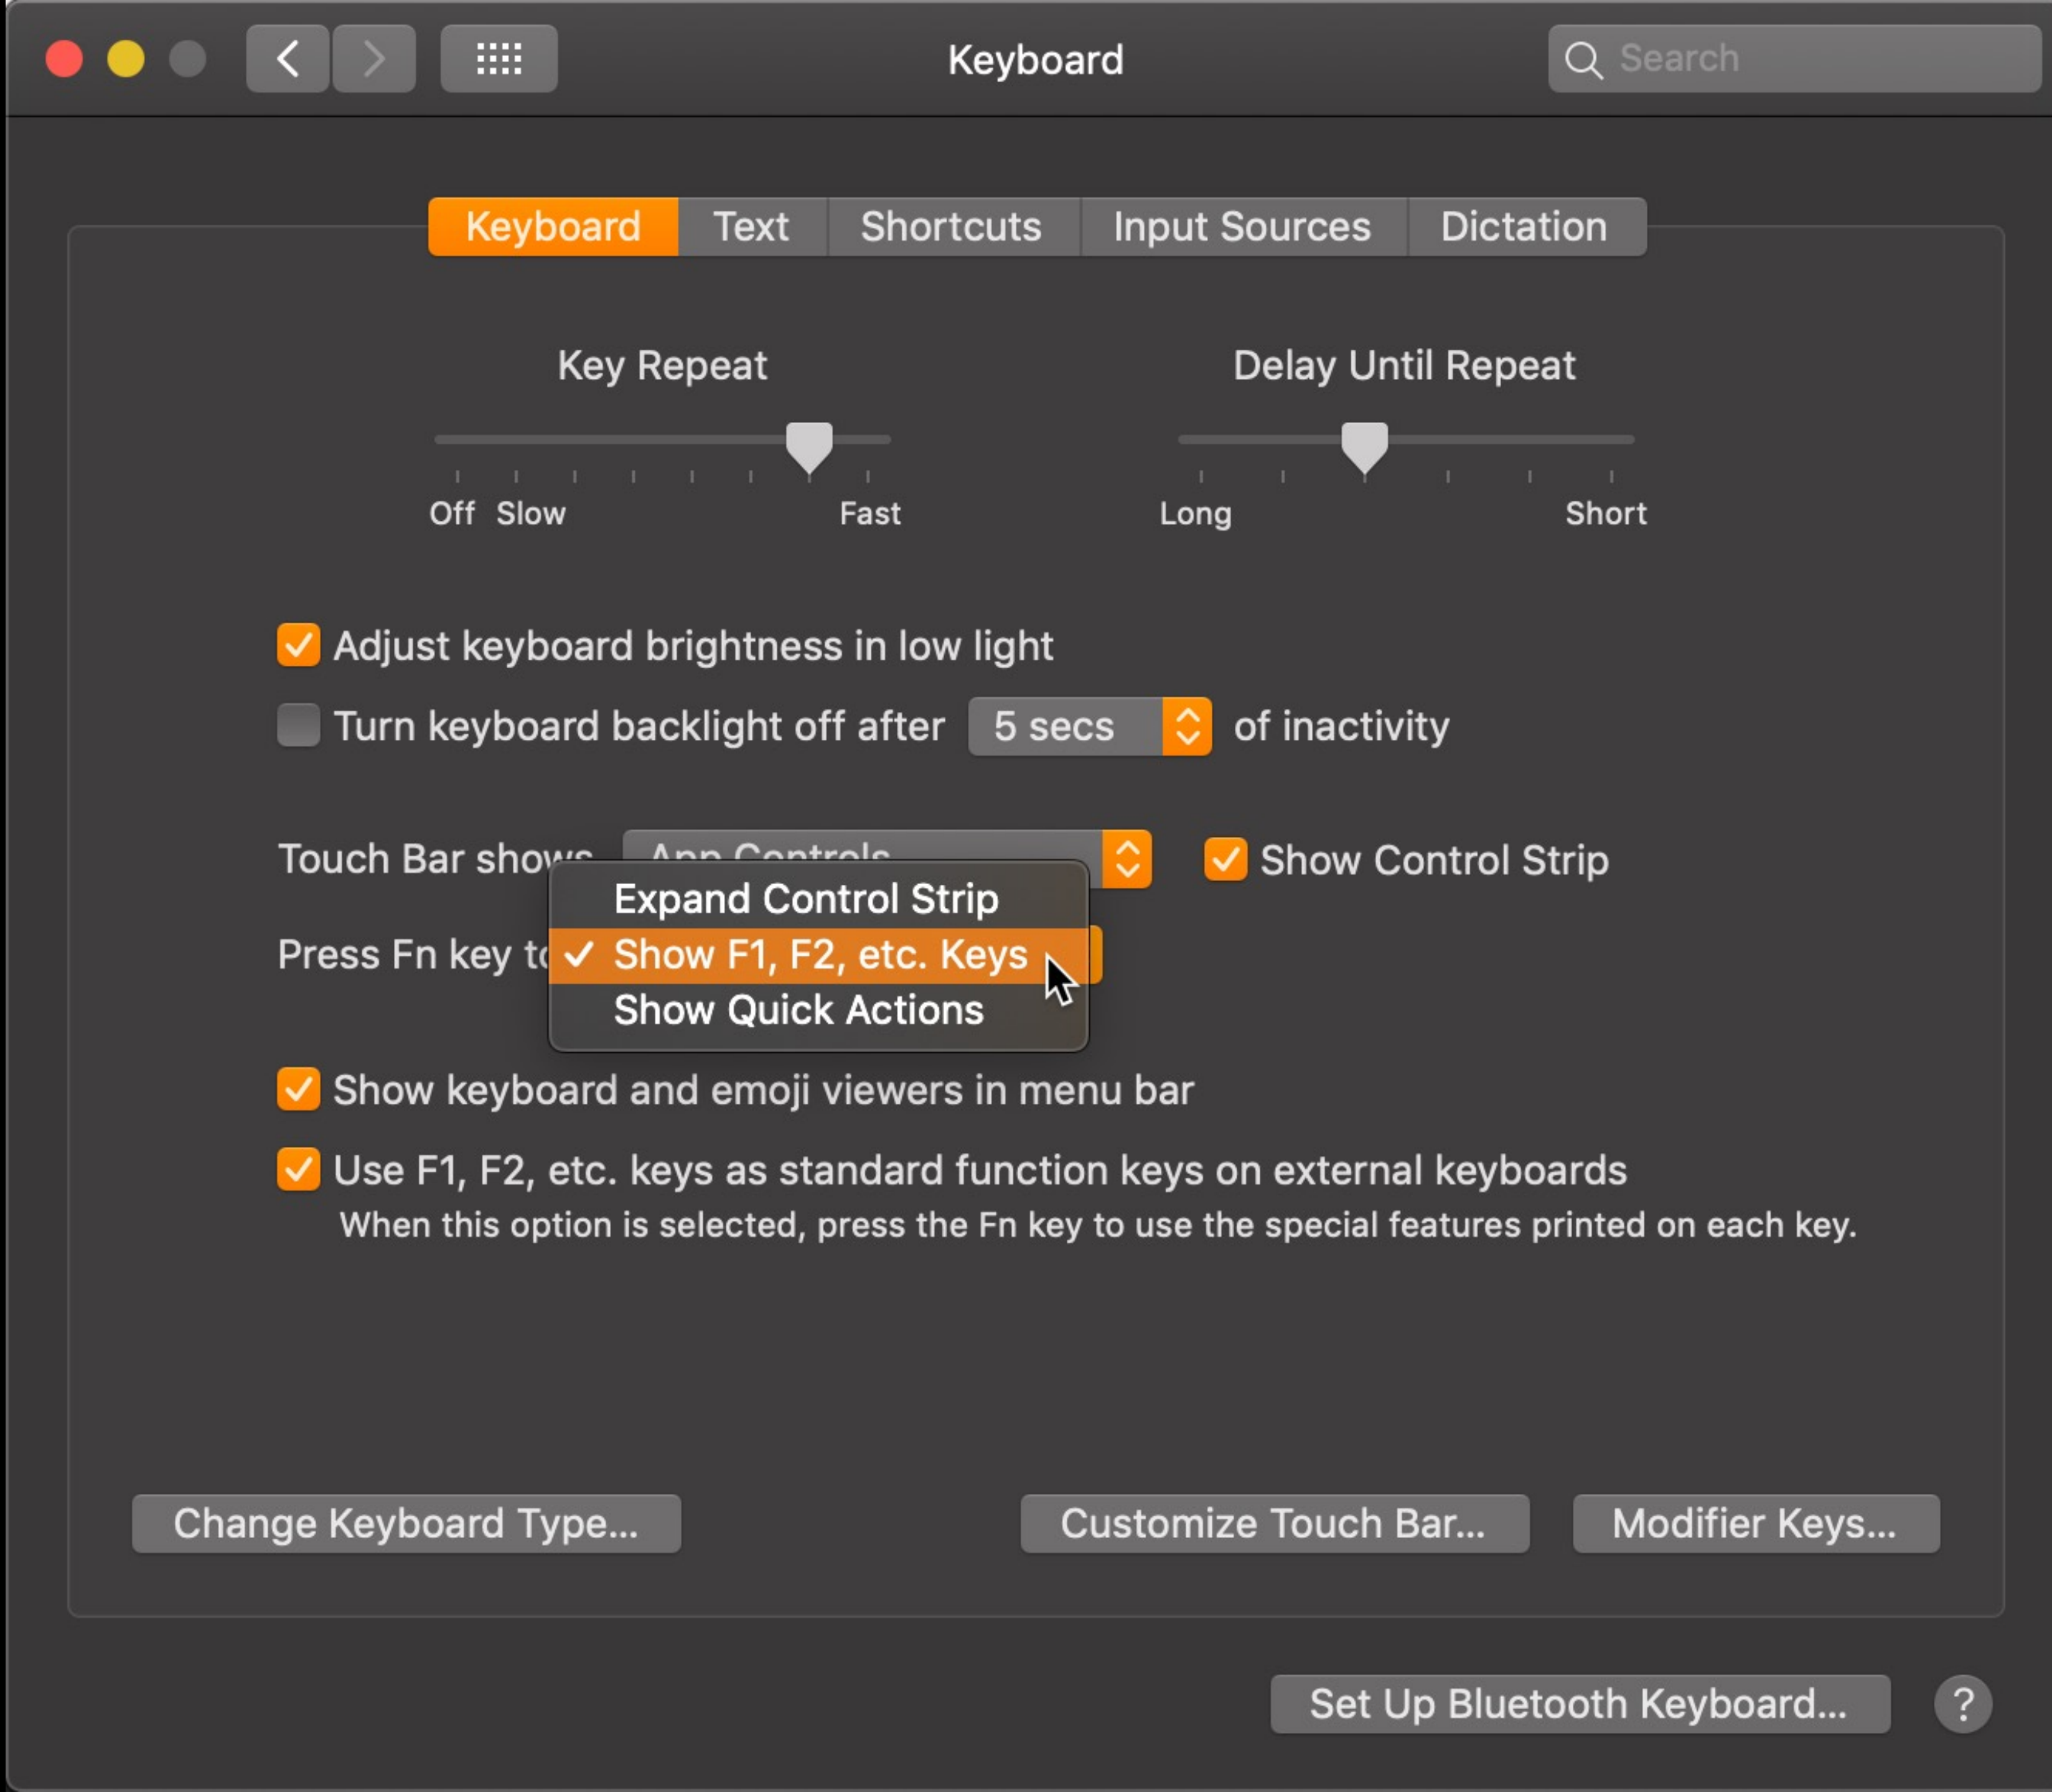 Keyboard
Search
Keyboard Text Shortcuts Input Sources Dictation
Key Repeat
Delay Until Repeat
Off Slow Fast
Long Short
Adjust keyboard brightness in low light
Turn keyboard backlight off after 5 secs of inactivity
Touch Bar shows App Controls Show Control Strip
Expand Control Strip
Press Fn key to Show F1, F2, etc. Keys
Show Quick Actions
Show keyboard and emoji viewers in menu bar
Use F1, F2, etc. keys as standard function keys on external keyboards
When this option is selected, press the Fn key to use the special features printed on each key.
Change Keyboard Type... Customize Touch Bar... Modifier Keys...
Set Up Bluetooth Keyboard... ?